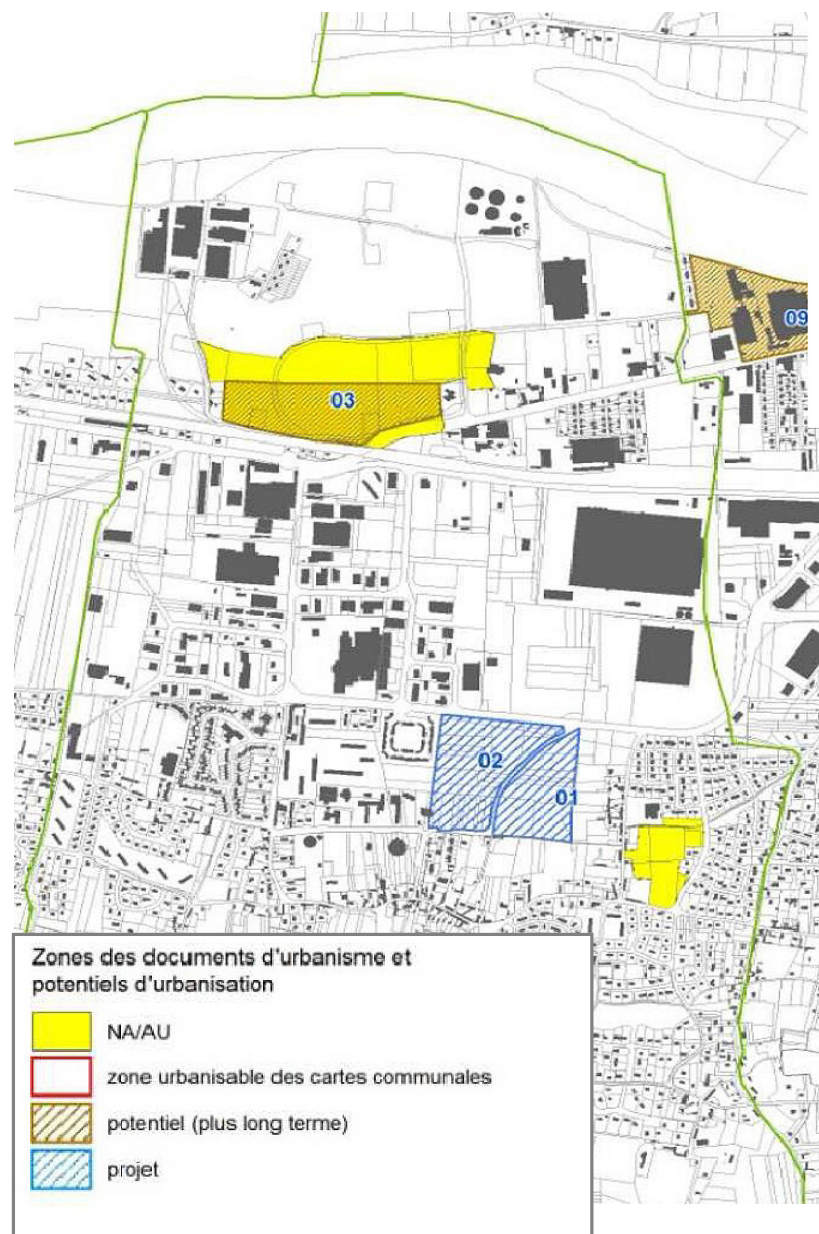 09
03
02
01
Zones des documents d'urbanisme et
potentiels d'urbanisation
NA/AU
zone urbanisable des cartes communales
potentiel (plus long terme)
projet